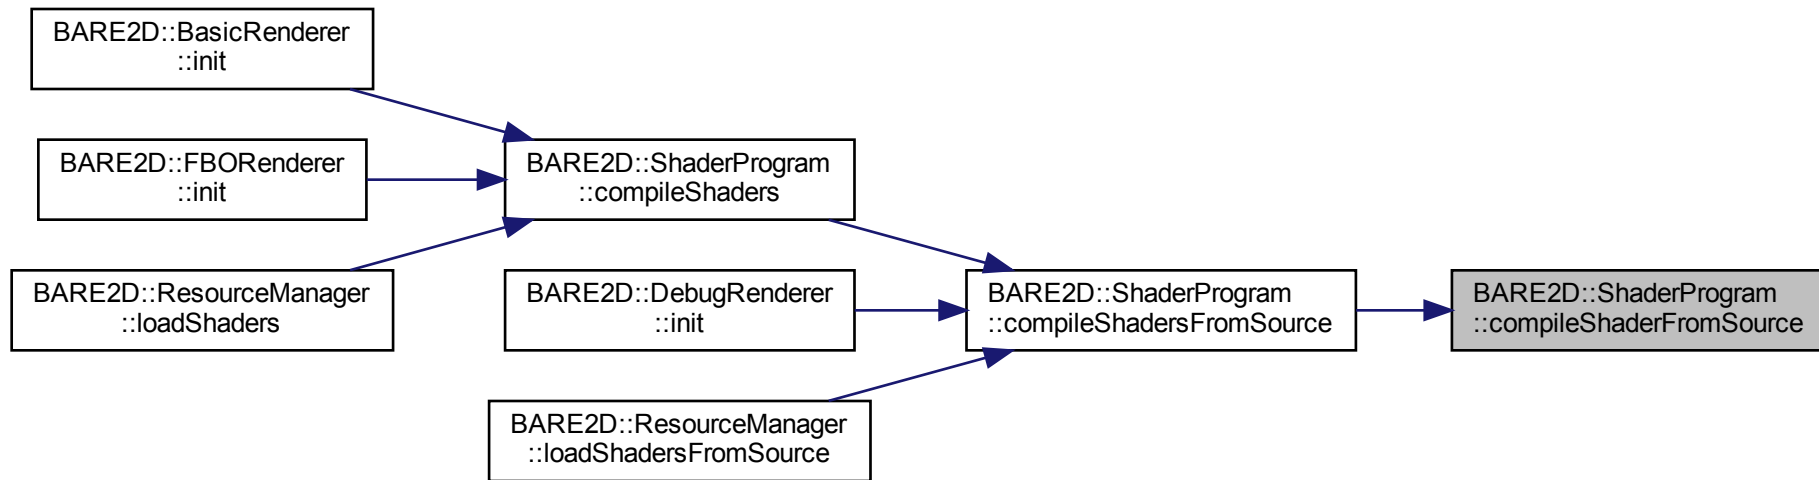 BARE2D::BasicRenderer
::init
BARE2D::FBORenderer
::init
BARE2D::ResourceManager
::loadShaders
BARE2D::ShaderProgram
::compileShaders
BARE2D::DebugRenderer
::init
BARE2D::ResourceManager
::loadShadersFromSource
BARE2D::ShaderProgram
::compileShadersFromSource
BARE2D::ShaderProgram
::compileShaderFromSource